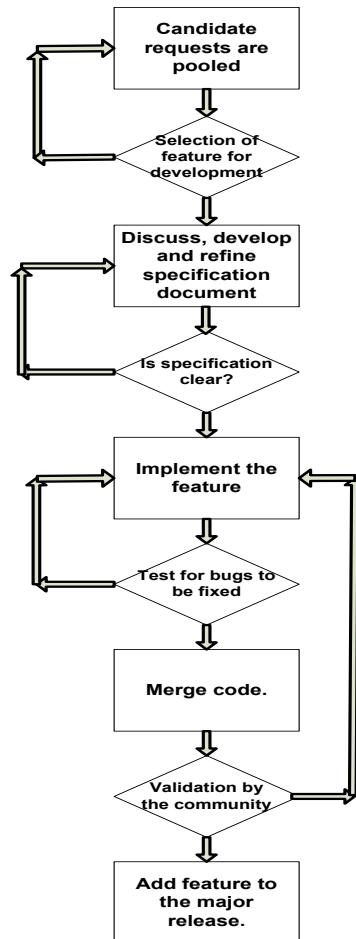 Candidate
requests are
pooled
Selection of
feature for
development
Discuss, develop
and refine
specification
document
Is specification
clear?
Implement the
feature
Test for bugs to
be fixed
Merge code.
Validation by
the community
Add feature to
the major
release.